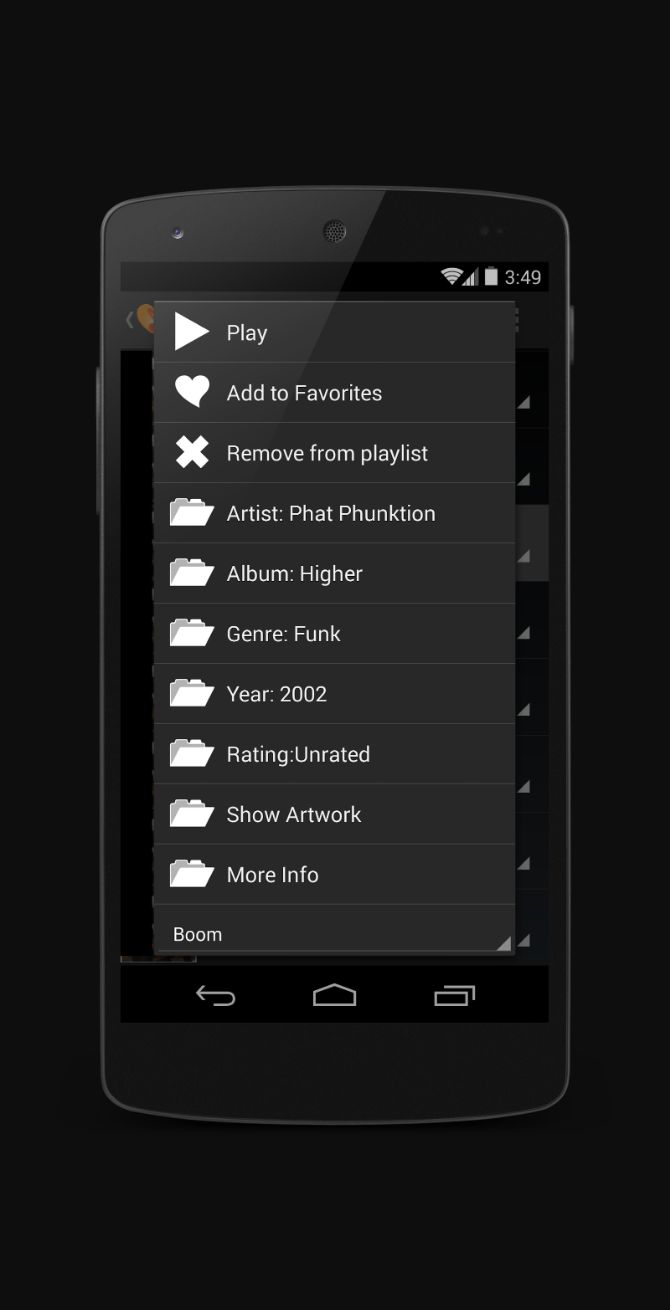 3:49
Play
Add to Favorites
Remove from playlist
Artist: Phat Phunktion
Album: Higher
Genre: Funk
Year: 2002
Rating:Unrated
Show Artwork
More Info
Boom